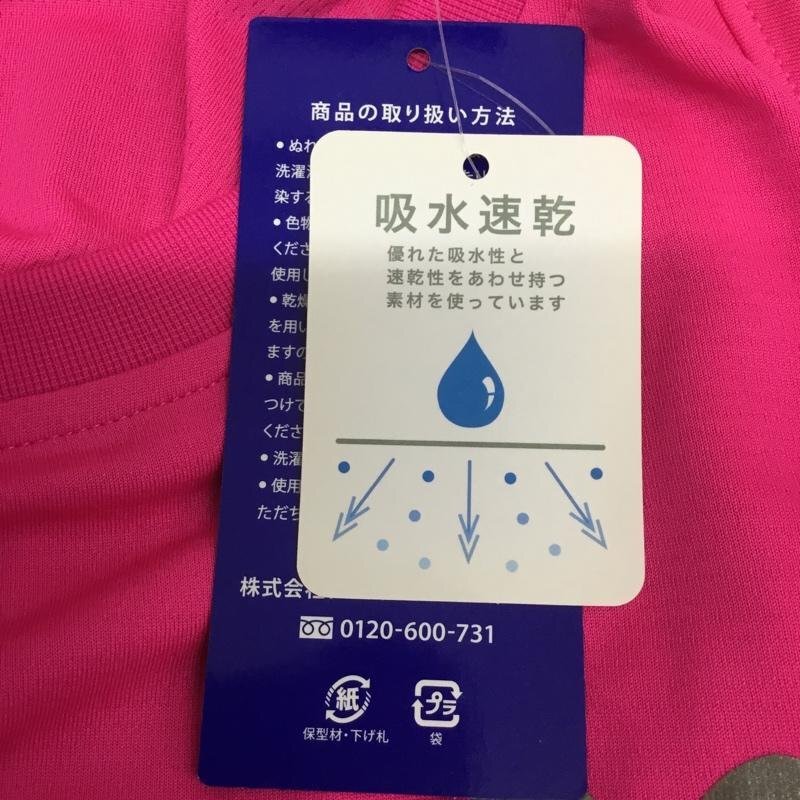 商品の取り扱い方法
吸水速乾
優れた吸水性と
速乾性をあわせ持つ
素材を使っています
● ぬれ
洗濯
染する
● 色物
くださ
使用し
● 乾燥
を用い
ますの
● 商品
つけて
くださ
● 洗濯
● 使用
ただち
株式会
0120-600-731
紙
保型材・下げ札
プラ
袋